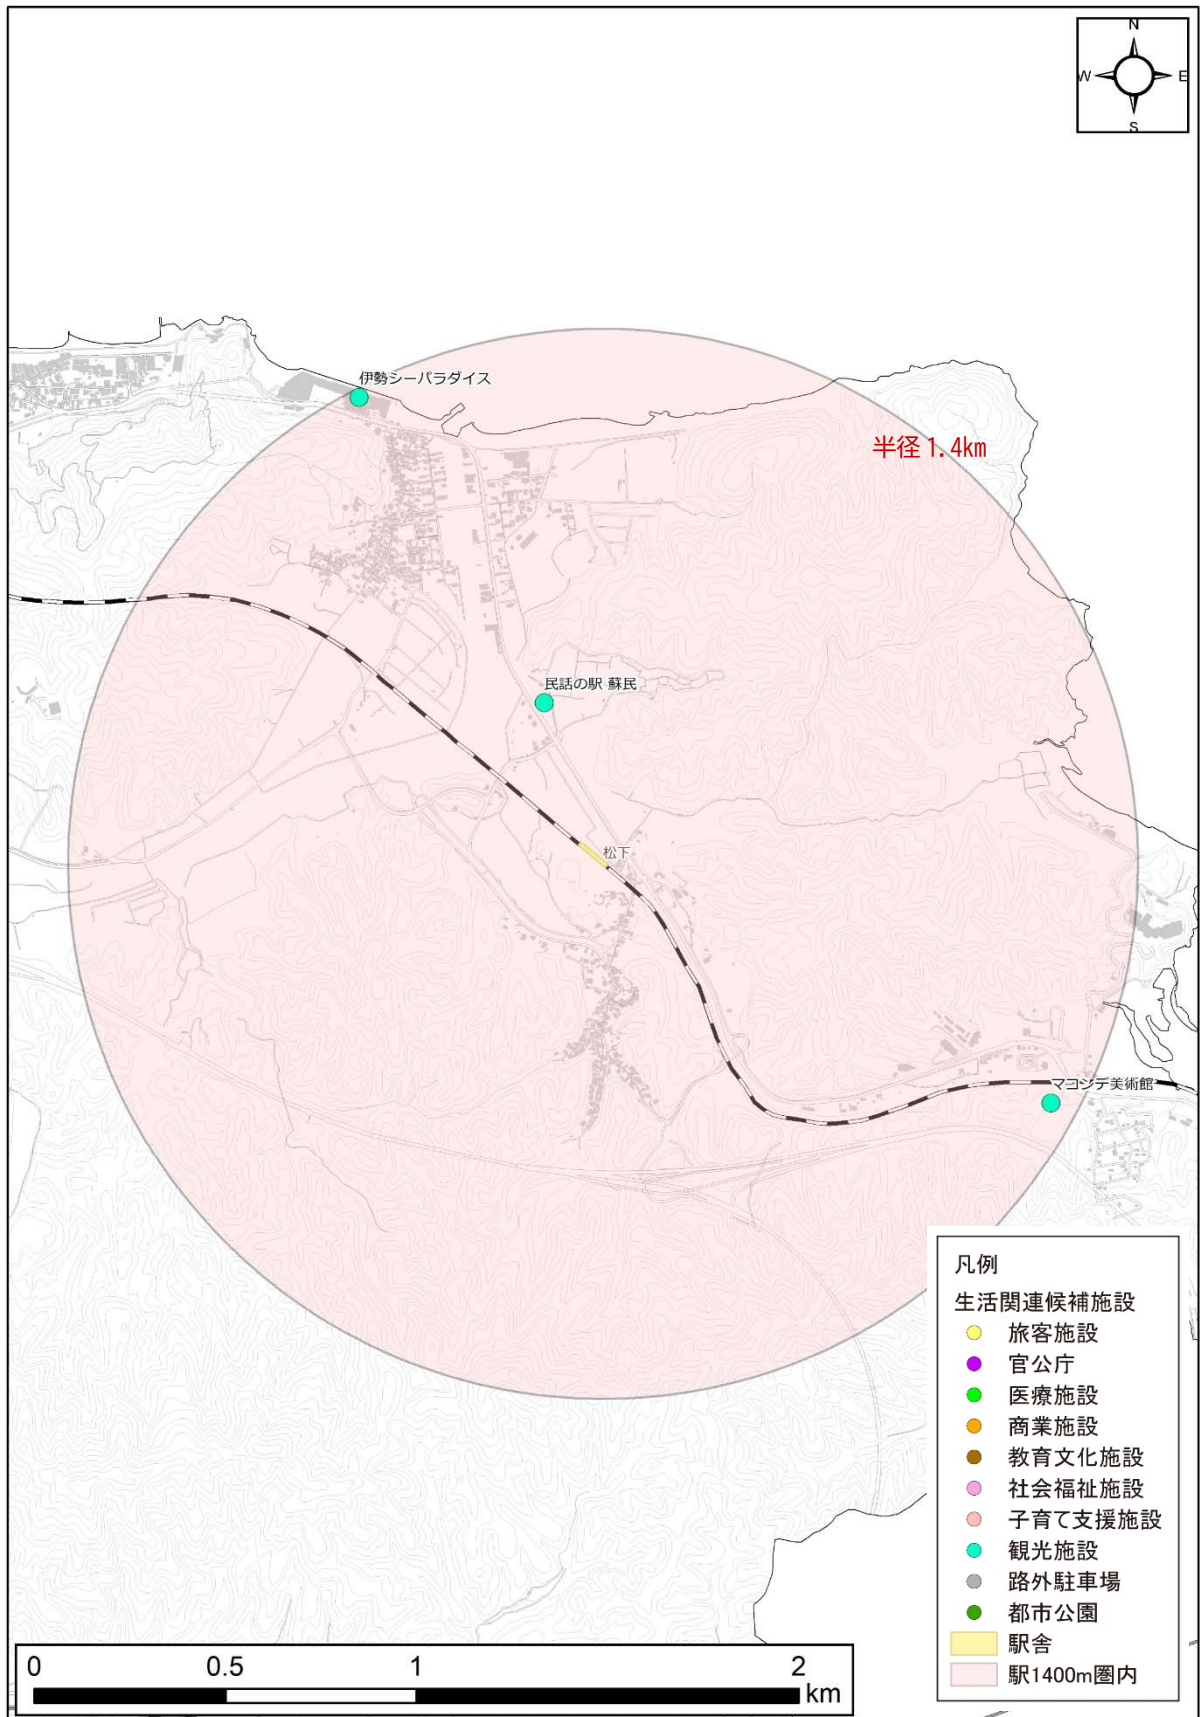 N
W
E
S
伊勢シーパラダイス
半径1.4km
民話の駅 蘇民
松下
マコンデ美術館
凡例
生活関連候補施設
旅客施設
官公庁
医療施設
商業施設
教育文化施設
社会福祉施設
子育て支援施設
観光施設
路外駐車場
都市公園
駅舎
駅1400m圏内
0 0.5 1 2
km